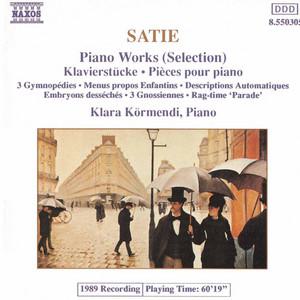 NAXOS
DDD
8.550305
SATIE
Piano Works (Selection)
Klavierstücke • Pièces pour piano
3 Gymnopédies • Menus propos Enfantins • Descriptions Automatiques
Embryons desséchés • 3 Gnossiennes • Rag-time ‘Parade’
Klara Körmendi, Piano
1989 Recording
Playing Time: 60'19"